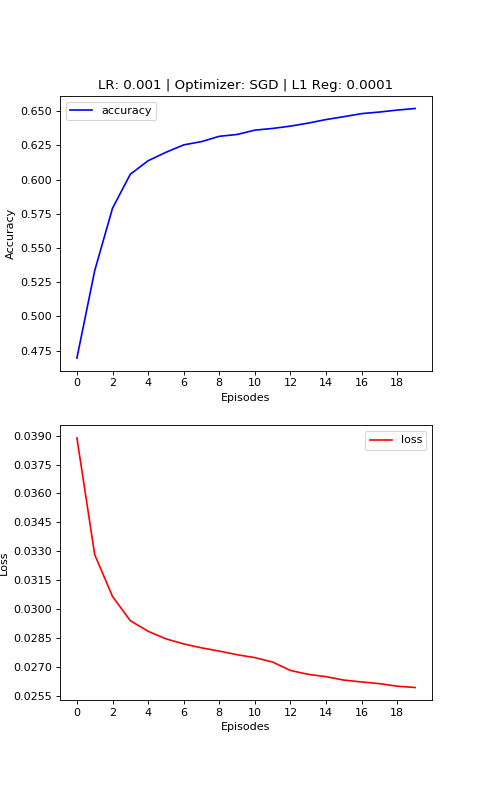 LR: 0.001 | Optimizer: SGD | L1 Reg: 0.0001
accuracy
0.650
0.625
0.600
0.575
0.550
0.525
0.500
0.475
Accuracy
0 2 4 6 8 10 12 14 16 18
Episodes
loss
0.0390
0.0375
0.0360
0.0345
0.0330
0.0315
0.0300
0.0285
0.0270
0.0255
Loss
0 2 4 6 8 10 12 14 16 18
Episodes